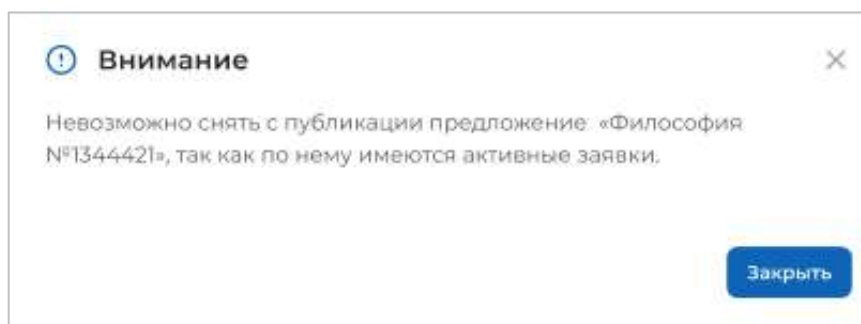 Внимание
Невозможно снять с публикации предложение «Философия
№1344421», так как по нему имеются активные заявки.
Закрыть